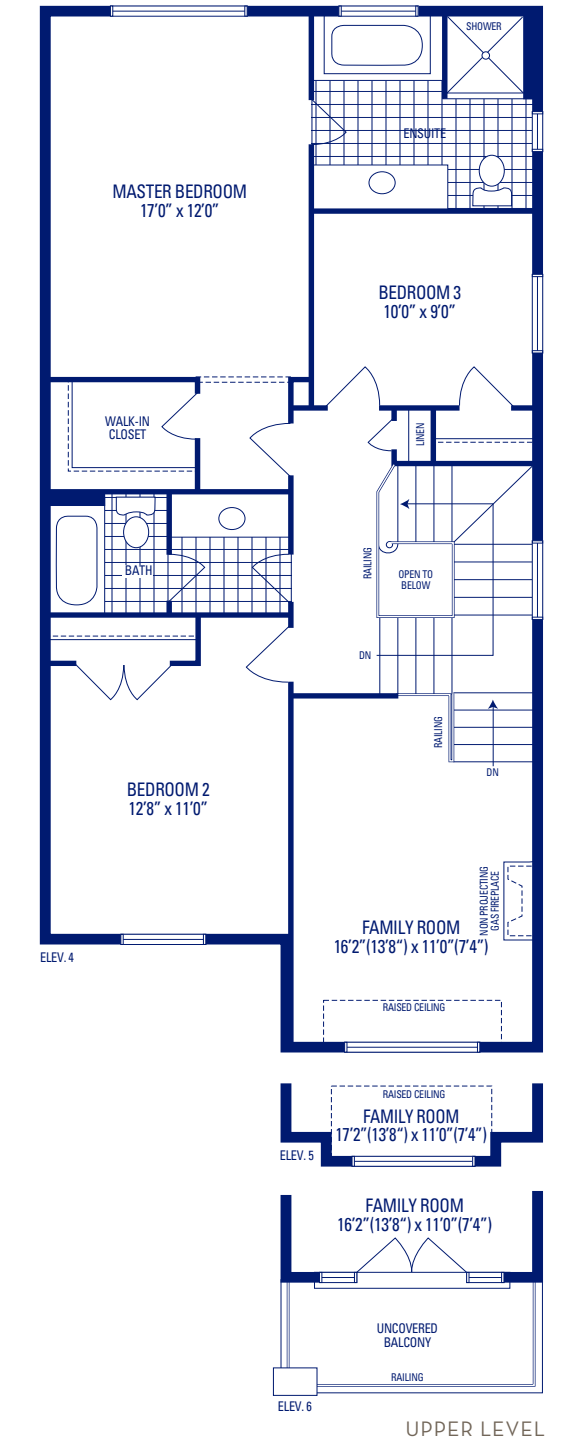 SHOWER
ENSUITE
MASTER BEDROOM
17'0" x 12'0"
BEDROOM 3
10'0" x 9'0"
WALK-IN
CLOSET
LINEN
BATH
RAILING
OPEN TO
BELOW
DN
RAILING
DN
BEDROOM 2
12'8" x 11'0"
NON PROJECTING
GAS FIREPLACE
FAMILY ROOM
16'2"(13'8") x 11'0"(7'4")
ELEV. 4
RAISED CEILING
RAISED CEILING
FAMILY ROOM
17'2"(13'8") x 11'0"(7'4")
ELEV. 5
FAMILY ROOM
16'2"(13'8") x 11'0"(7'4")
UNCOVERED
BALCONY
RAILING
ELEV. 6
UPPER LEVEL